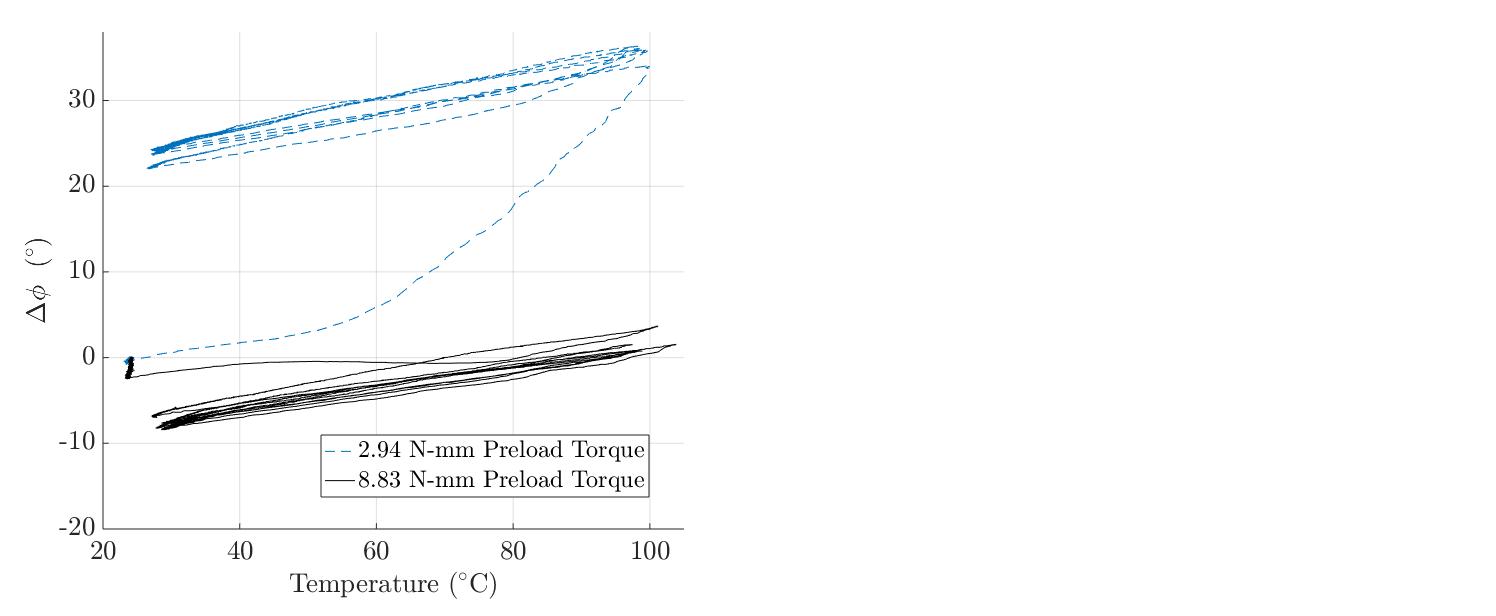 30
20
10
0
-10
-20
20 40 60 80 100
Δϕ (°)
Temperature (°C)
2.94 N-mm Preload Torque
8.83 N-mm Preload Torque